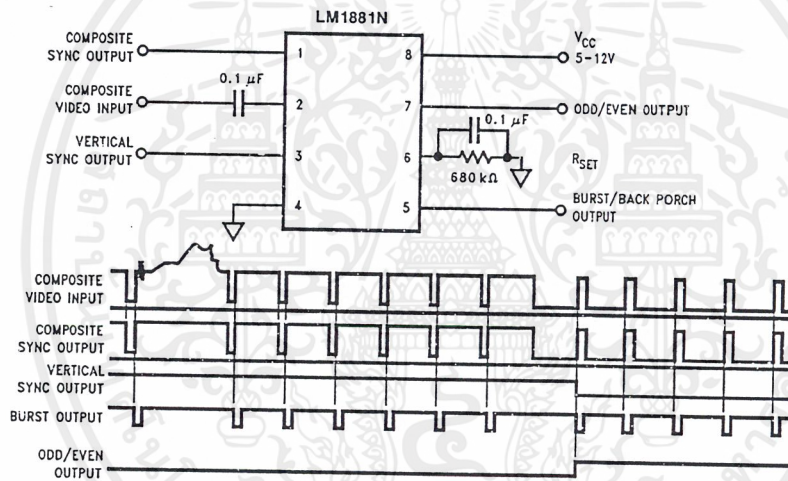 LM1881N
COMPOSITE
SYNC OUTPUT
1
8
VCC
5-12V
0.1 μF
COMPOSITE
VIDEO INPUT
2
7
ODD/EVEN OUTPUT
0.1 μF
VERTICAL
SYNC OUTPUT
3
6
RSET
680 kΩ
4
5
BURST/BACK PORCH
OUTPUT
COMPOSITE
VIDEO INPUT
COMPOSITE
SYNC OUTPUT
VERTICAL
SYNC OUTPUT
BURST OUTPUT
ODD/EVEN
OUTPUT